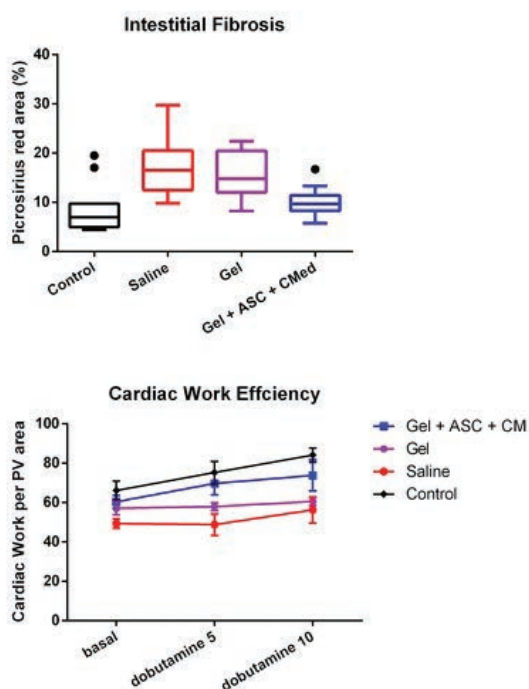 Intestitial Fibrosis
Picrosirius red area (%)
40
30
20
10
0
Control
Saline
Gel
Gel + ASC + CMed
Cardiac Work Effciency
Cardiac Work per PV area
100
80
60
40
20
0
basal
dobutamine 5
dobutamine 10
Gel + ASC + CM
Gel
Saline
Control